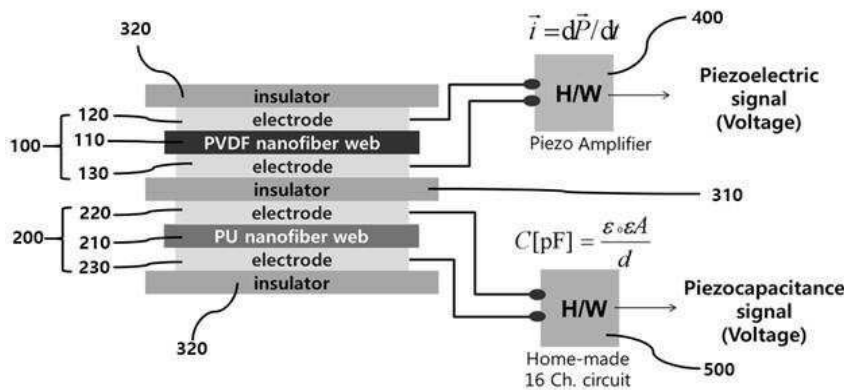 320
i = dP/dt
400
insulator
120
electrode
H/W
Piezoelectric
signal
(Voltage)
100
110
PVDF nanofiber web
Piezo Amplifier
130
electrode
insulator
310
220
electrode
200
210
PU nanofiber web
C[pF] = ε∘εA / d
230
electrode
insulator
H/W
Piezocapacitance
signal
(Voltage)
320
Home-made
16 Ch. circuit
500